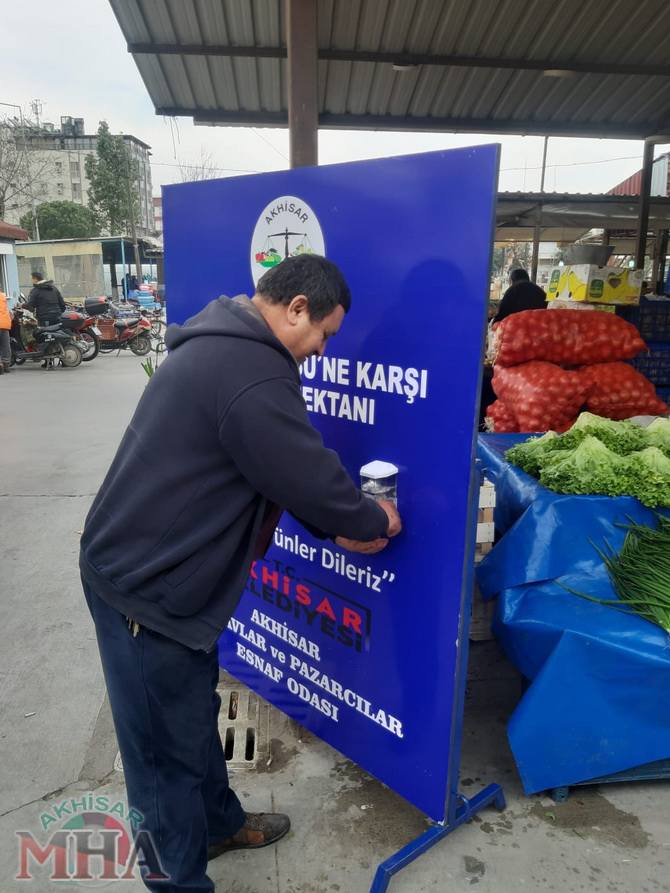 AKHİSAR
'NE KARŞI
EKTANI
ünler Dileriz”
T.C.
AKHİSAR
BELEDİYESİ
AKHİSAR
ESNAF ODASI
AVLAR ve PAZARCILAR
AKHİSAR
MHA